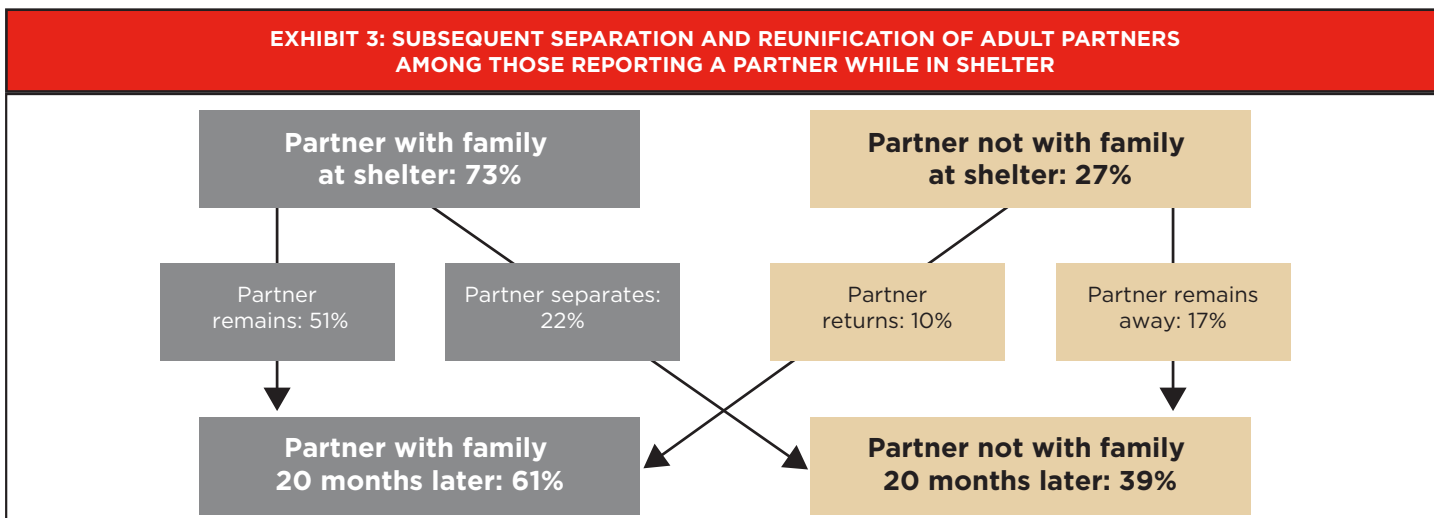 EXHIBIT 3: SUBSEQUENT SEPARATION AND REUNIFICATION OF ADULT PARTNERS
AMONG THOSE REPORTING A PARTNER WHILE IN SHELTER
Partner with family
at shelter: 73%
Partner not with family
at shelter: 27%
Partner
remains: 51%
Partner separates:
22%
Partner
returns: 10%
Partner remains
away: 17%
Partner with family
20 months later: 61%
Partner not with family
20 months later: 39%